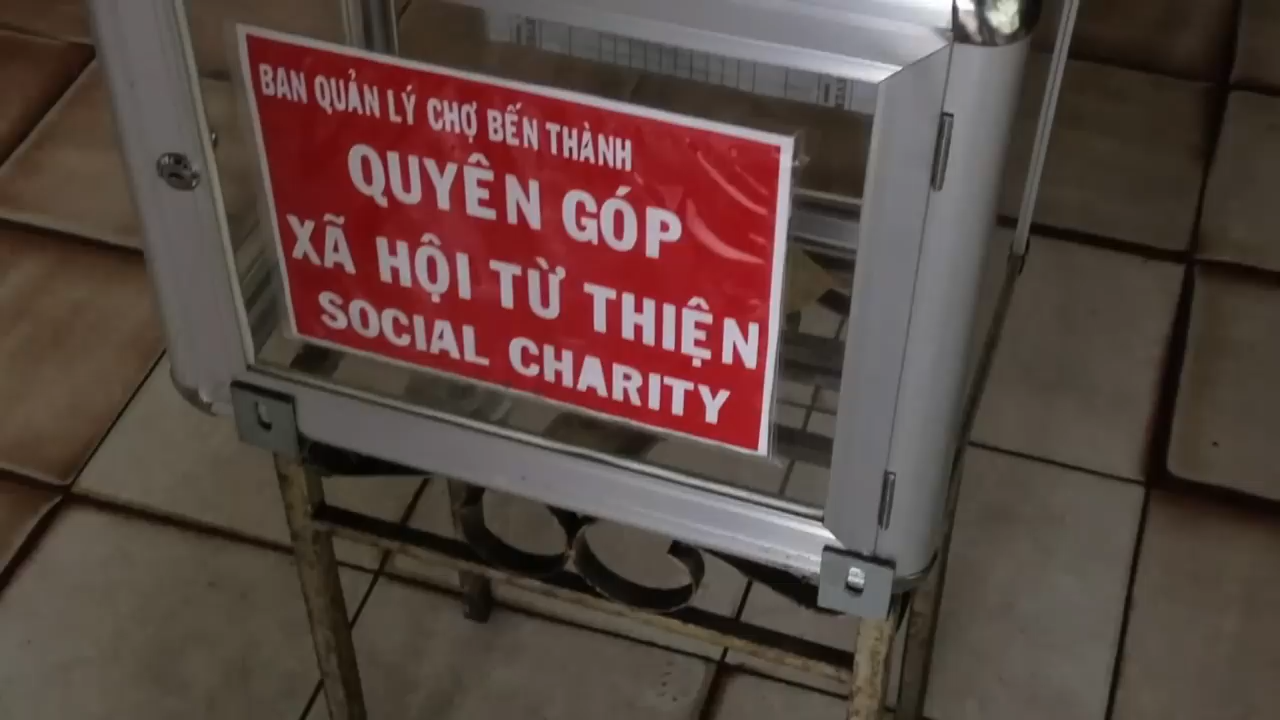 BAN QUẢN LÝ CHỢ BẾN THÀNH
QUYÊN GÓP
XÃ HỘI TỪ THIỆN
SOCIAL CHARITY